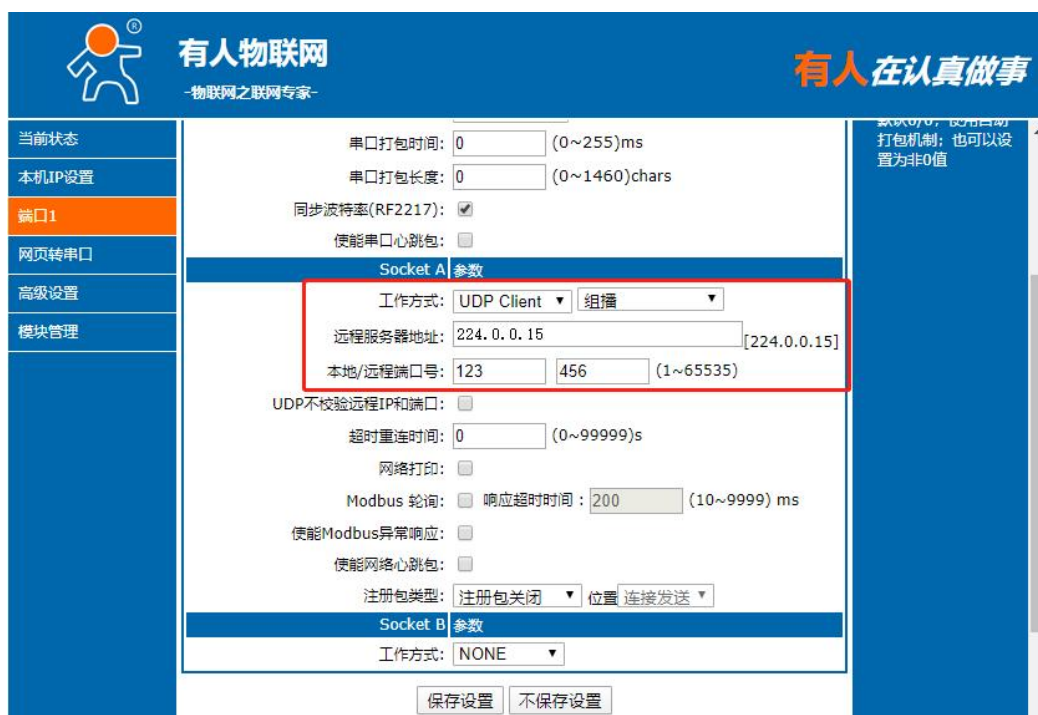 ®
有人物联网
-物联网之联网专家-
有人在认真做事
当前状态
本机IP设置
端口1
网页转串口
高级设置
模块管理
串口打包时间: 0 (0~255)ms
串口打包长度: 0 (0~1460)chars
同步波特率(RF2217):
使能串口心跳包:
Socket A 参数
工作方式: UDP Client 组播
远程服务器地址: 224.0.0.15 [224.0.0.15]
本地/远程端口号: 123 456 (1~65535)
UDP不校验远程IP和端口:
超时重连时间: 0 (0~99999)s
网络打印:
Modbus 轮询: 响应超时时间 : 200 (10~9999) ms
使能Modbus异常响应:
使能网络心跳包:
注册包类型: 注册包关闭 位置 连接发送
Socket B 参数
工作方式: NONE
保存设置 不保存设置
打包机制; 也可以设
置为非0值